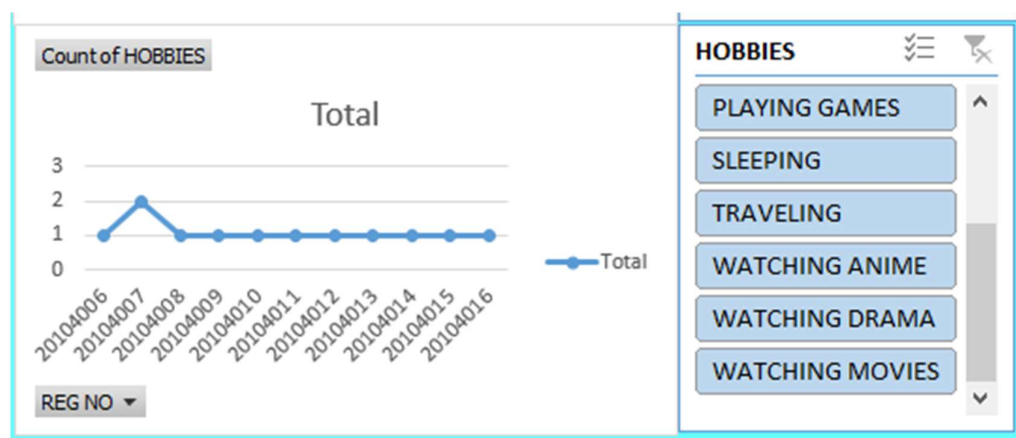 Count of HOBBIES
Total
3
2
1
0
20104006
20104007
20104008
20104009
20104010
20104011
20104012
20104013
20104014
20104015
20104016
Total
REG NO
HOBBIES
PLAYING GAMES
SLEEPING
TRAVELING
WATCHING ANIME
WATCHING DRAMA
WATCHING MOVIES